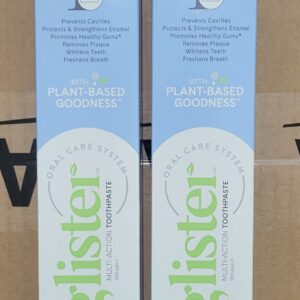 Prevents Cavities
Protects & Strengthens Enamel
Promotes Healthy Gums*
Removes Plaque
Whitens Teeth
Freshens Breath
WITH
PLANT-BASED
GOODNESS™
ORAL CARE SYSTEM
glister™
MULTI-ACTION TOOTHPASTE
Prevents Cavities
Protects & Strengthens Enamel
Promotes Healthy Gums*
Removes Plaque
Whitens Teeth
Freshens Breath
WITH
PLANT-BASED
GOODNESS™
ORAL CARE SYSTEM
glister™
MULTI-ACTION TOOTHPASTE